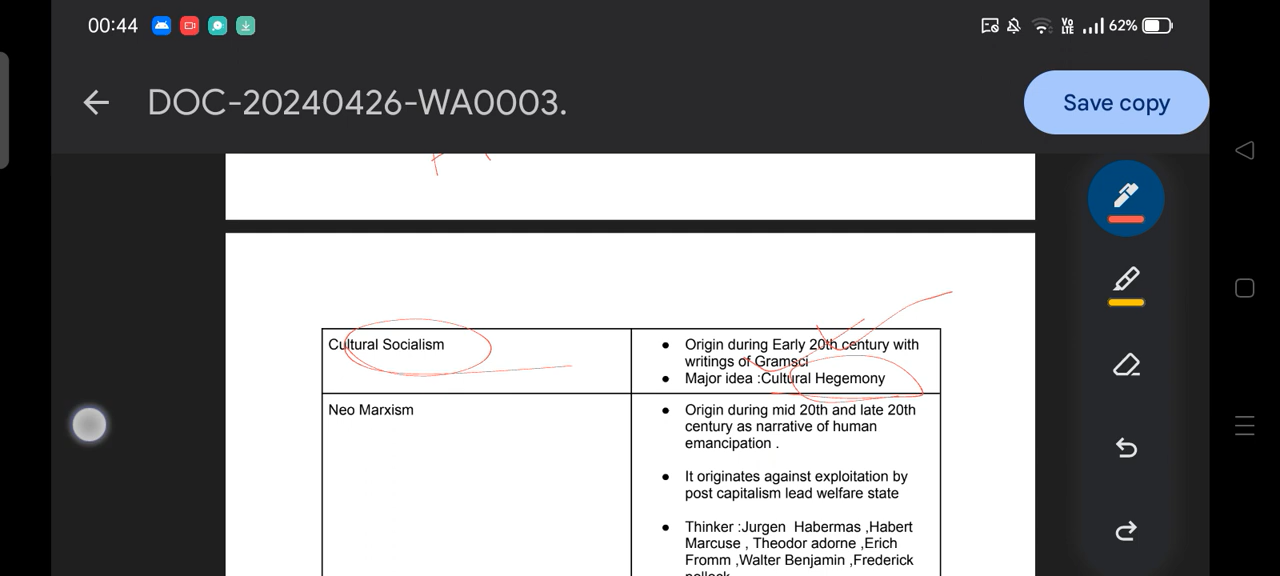 00:44
Vo LTE 62%
DOC-20240426-WA0003.
Save copy
Cultural Socialism
Origin during Early 20th century with
writings of Gramsci
Major idea :Cultural Hegemony
Neo Marxism
Origin during mid 20th and late 20th
century as narrative of human
emancipation .
It originates against exploitation by
post capitalism lead welfare state
Thinker :Jurgen Habermas ,Habert
Marcuse , Theodor adorne ,Erich
Fromm ,Walter Benjamin ,Frederick